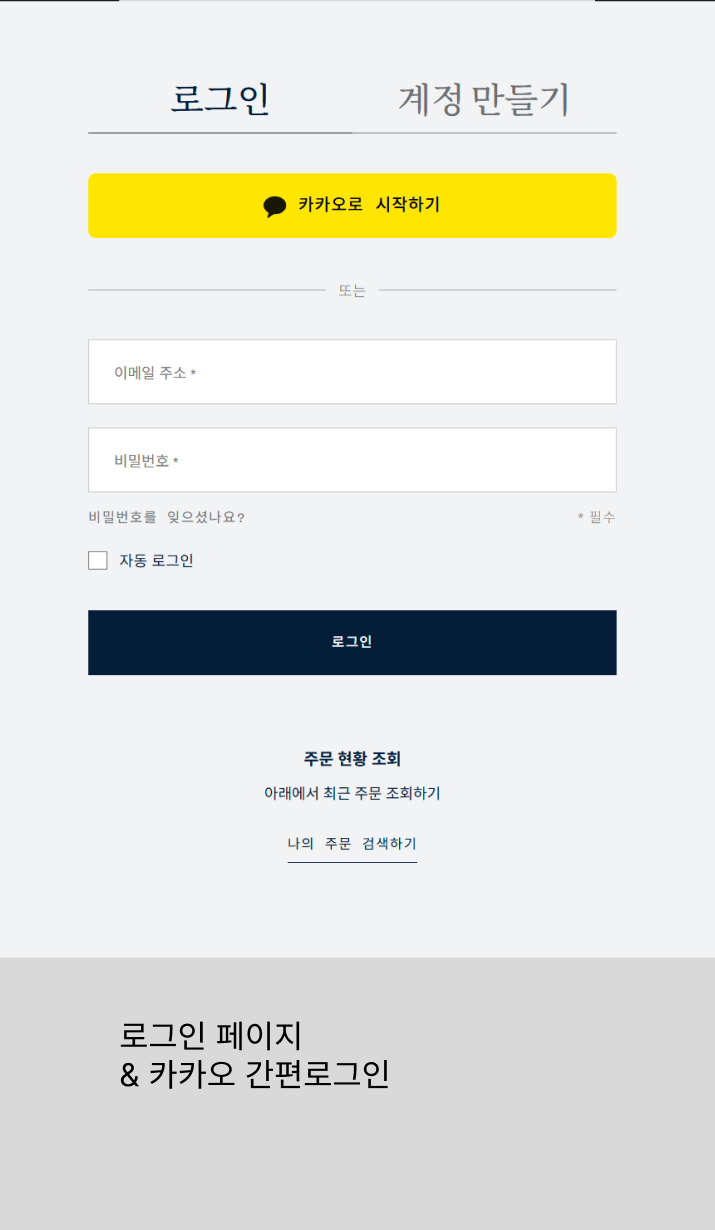 로그인 계정 만들기
카카오로 시작하기
또는
이메일 주소 *
비밀번호 *
비밀번호를 잊으셨나요? * 필수
자동 로그인
로그인
주문 현황 조회
아래에서 최근 주문 조회하기
나의 주문 검색하기
로그인 페이지
& 카카오 간편로그인